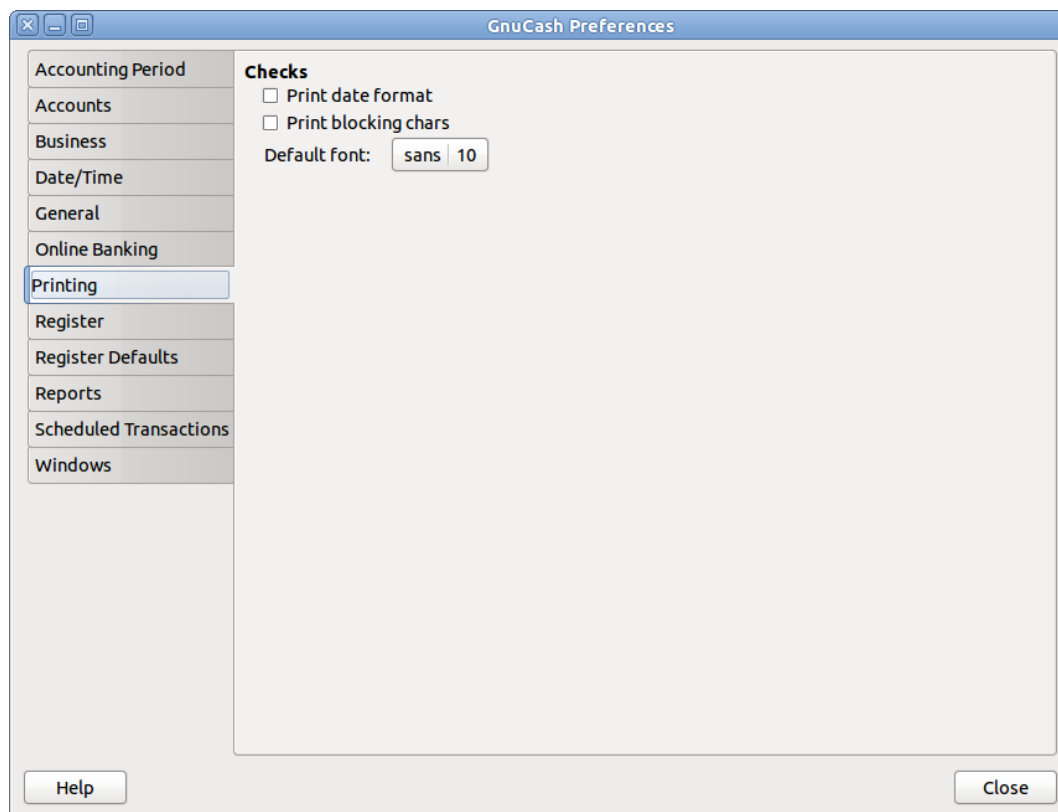 GnuCash Preferences
Accounting Period
Accounts
Business
Date/Time
General
Online Banking
Printing
Register
Register Defaults
Reports
Scheduled Transactions
Windows
Checks
Print date format
Print blocking chars
Default font: sans 10
Help
Close